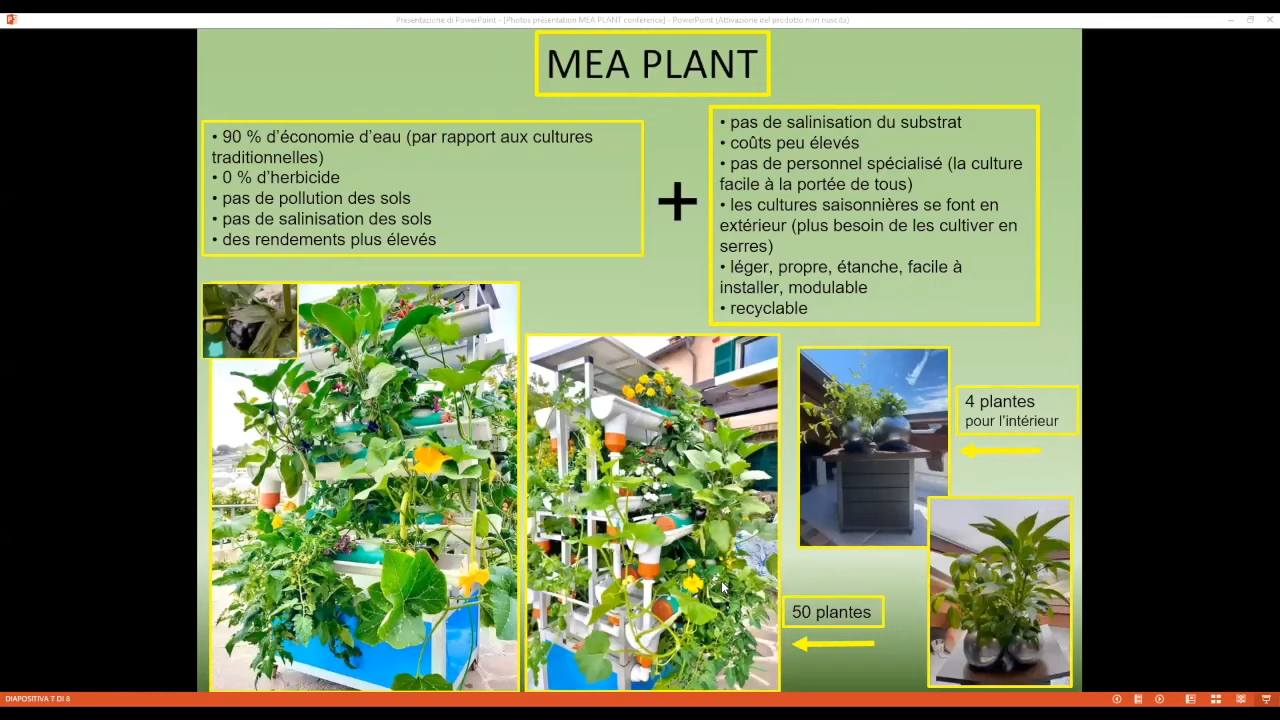 Presentazione di PowerPoint - [Photos présentation MEA PLANT conférence] - PowerPoint (Attivazione del prodotto non riuscita)
MEA PLANT
• 90 % d'économie d'eau (par rapport aux cultures
traditionnelles)
• 0 % d'herbicide
• pas de pollution des sols
• pas de salinisation des sols
• des rendements plus élevés
+
• pas de salinisation du substrat
• coûts peu élevés
• pas de personnel spécialisé (la culture
facile à la portée de tous)
• les cultures saisonnières se font en
extérieur (plus besoin de les cultiver en
serres)
• léger, propre, étanche, facile à
installer, modulable
• recyclable
4 plantes
pour l'intérieur
50 plantes
DIAPOSITIVA 7 DI 8